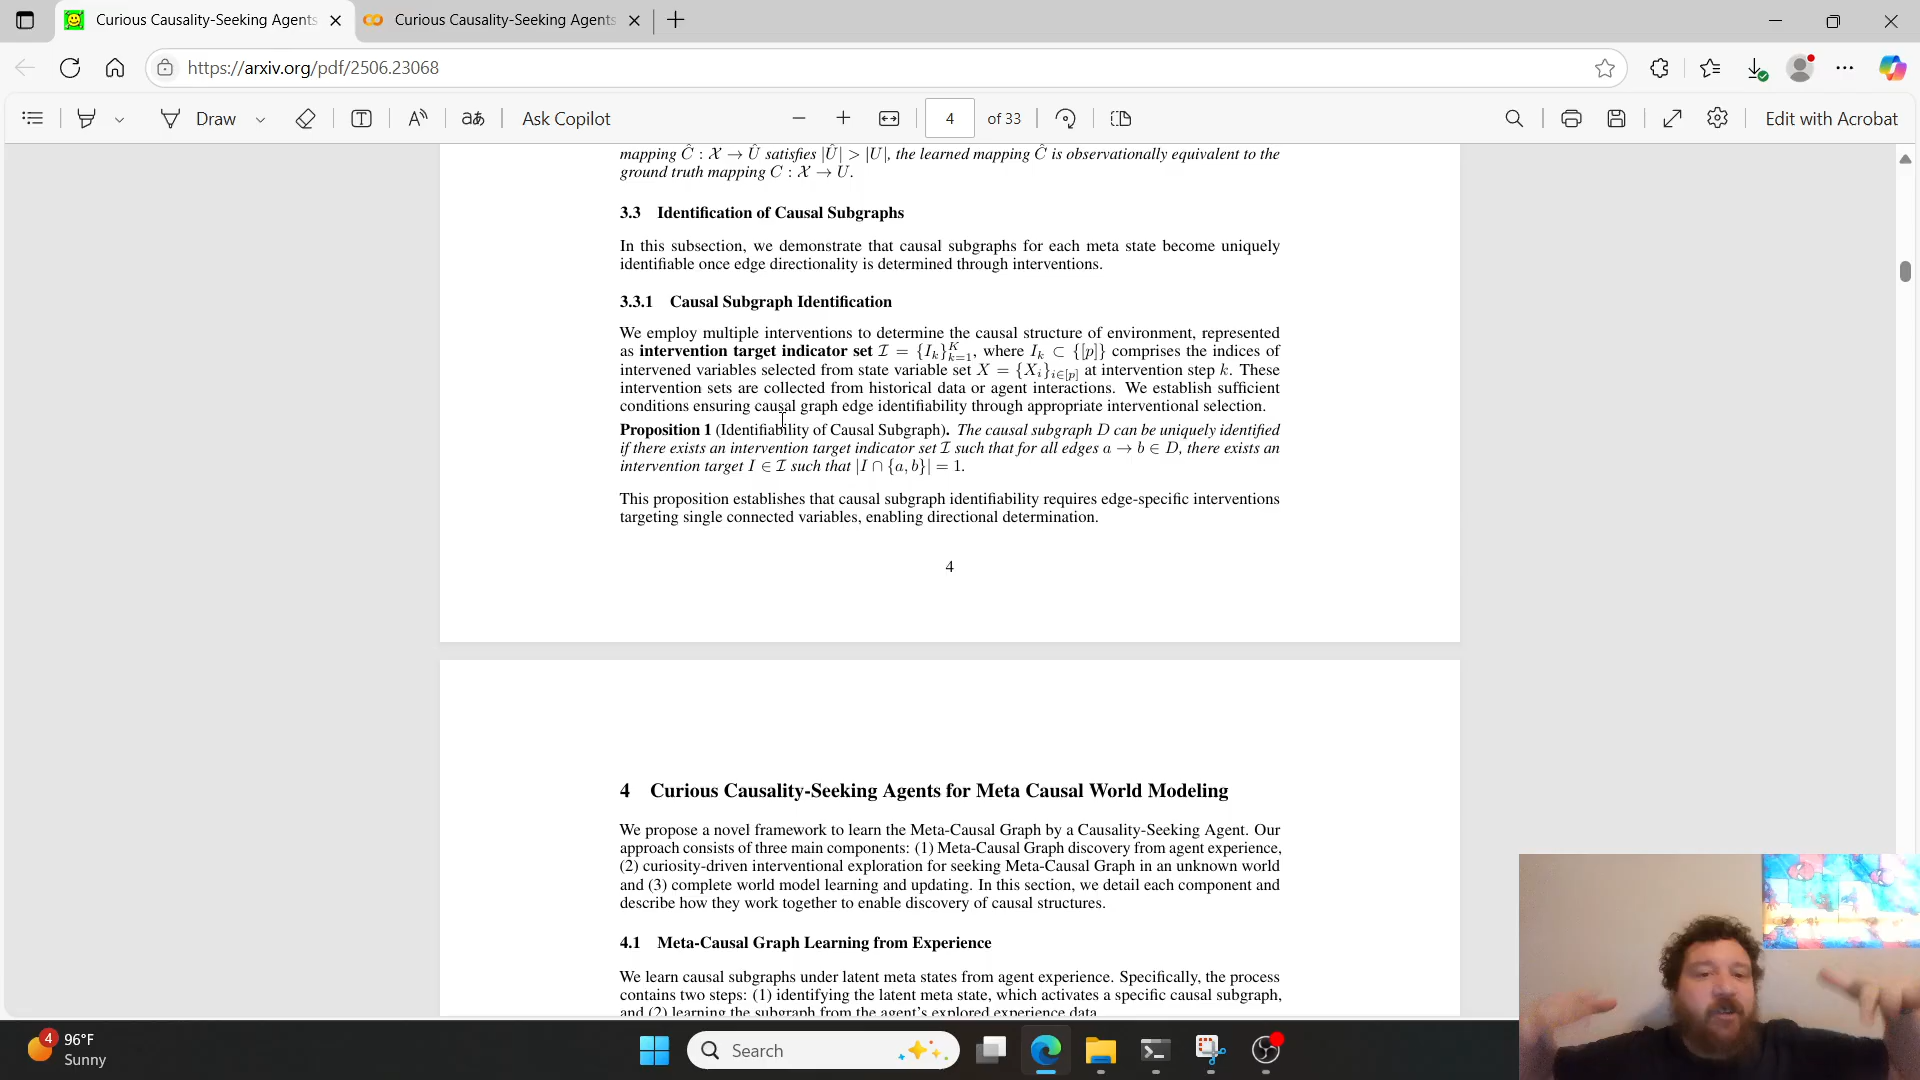 Curious Causality-Seeking Agents
Curious Causality-Seeking Agents
https://arxiv.org/pdf/2506.23068
Draw
aあ
Ask Copilot
4
of 33
Edit with Acrobat
mapping Ĉ : 𝒳 → Û satisfies |Û| > |U|, the learned mapping Ĉ is observationally equivalent to the
ground truth mapping C : 𝒳 → U.
3.3 Identification of Causal Subgraphs
In this subsection, we demonstrate that causal subgraphs for each meta state become uniquely
identifiable once edge directionality is determined through interventions.
3.3.1 Causal Subgraph Identification
We employ multiple interventions to determine the causal structure of environment, represented
as intervention target indicator set ℐ = {I_k}_{k=1}^K, where I_k ⊂ {[p]} comprises the indices of
intervened variables selected from state variable set X = {X_i}_{i∈[p]} at intervention step k. These
intervention sets are collected from historical data or agent interactions. We establish sufficient
conditions ensuring causal graph edge identifiability through appropriate interventional selection.
Proposition 1 (Identifiability of Causal Subgraph). The causal subgraph D can be uniquely identified
if there exists an intervention target indicator set ℐ such that for all edges a → b ∈ D, there exists an
intervention target I ∈ ℐ such that |I ∩ {a, b}| = 1.
This proposition establishes that causal subgraph identifiability requires edge-specific interventions
targeting single connected variables, enabling directional determination.
4
4 Curious Causality-Seeking Agents for Meta Causal World Modeling
We propose a novel framework to learn the Meta-Causal Graph by a Causality-Seeking Agent. Our
approach consists of three main components: (1) Meta-Causal Graph discovery from agent experience,
(2) curiosity-driven interventional exploration for seeking Meta-Causal Graph in an unknown world
and (3) complete world model learning and updating. In this section, we detail each component and
describe how they work together to enable discovery of causal structures.
4.1 Meta-Causal Graph Learning from Experience
We learn causal subgraphs under latent meta states from agent experience. Specifically, the process
contains two steps: (1) identifying the latent meta state, which activates a specific causal subgraph,
and (2) learning the subgraph from the agent's explored experience data.
4
96°F
Sunny
Search